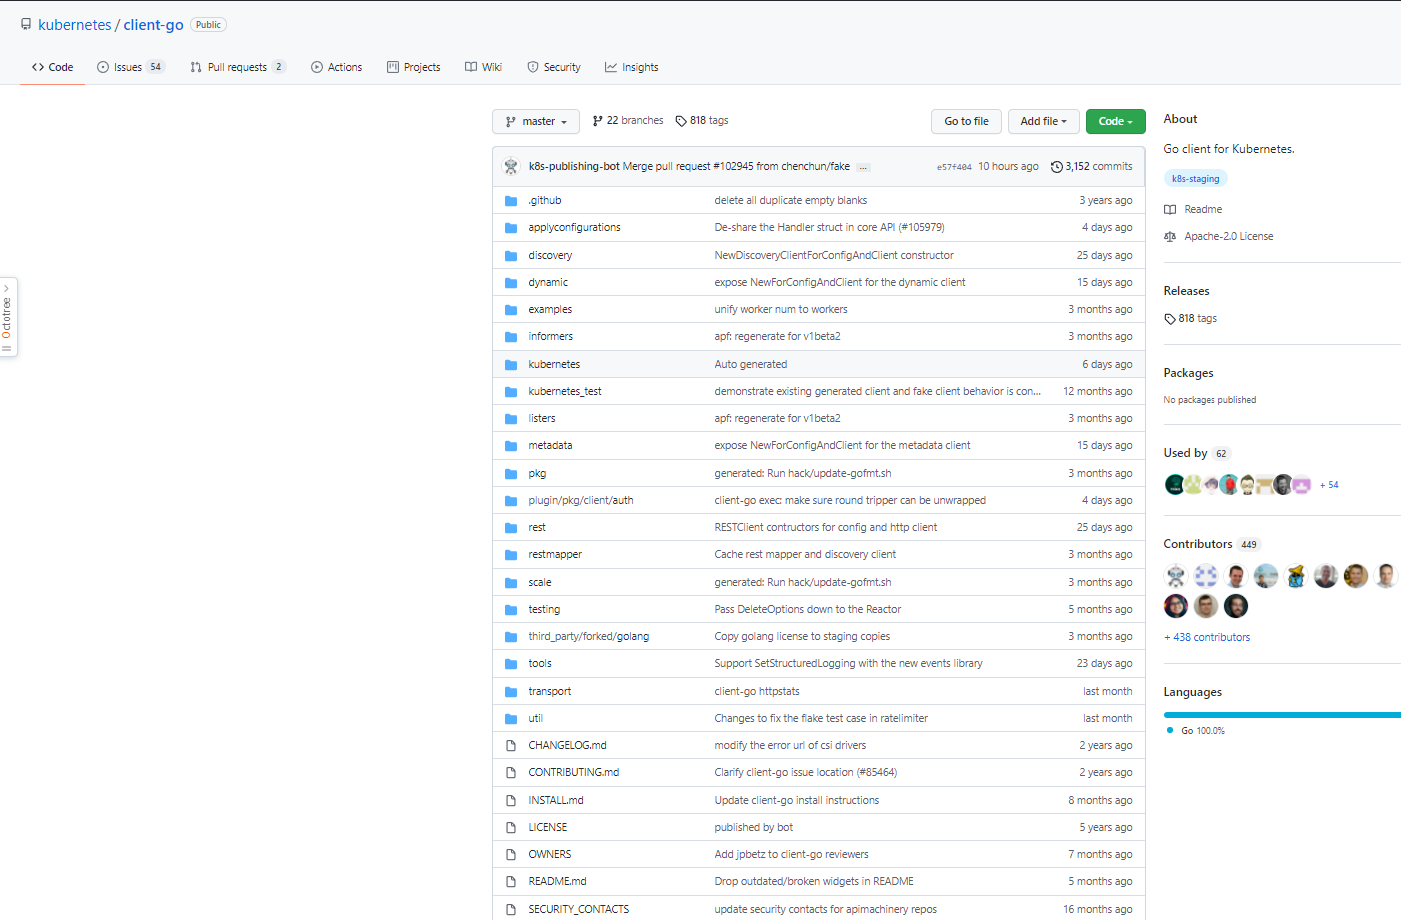 kubernetes / client-go Public
Code Issues 54 Pull requests 2 Actions Projects Wiki Security Insights
master 22 branches 818 tags Go to file Add file Code
k8s-publishing-bot Merge pull request #102945 from chenchun/fake ... e57f404 10 hours ago 3,152 commits
.github delete all duplicate empty blanks 3 years ago
applyconfigurations De-share the Handler struct in core API (#105979) 4 days ago
discovery NewDiscoveryClientForConfigAndClient constructor 25 days ago
dynamic expose NewForConfigAndClient for the dynamic client 15 days ago
examples unify worker num to workers 3 months ago
informers apf: regenerate for v1beta2 3 months ago
kubernetes Auto generated 6 days ago
kubernetes_test demonstrate existing generated client and fake client behavior is con... 12 months ago
listers apf: regenerate for v1beta2 3 months ago
metadata expose NewForConfigAndClient for the metadata client 15 days ago
pkg generated: Run hack/update-gofmt.sh 3 months ago
plugin/pkg/client/auth client-go exec: make sure round tripper can be unwrapped 4 days ago
rest RESTClient contructors for config and http client 25 days ago
restmapper Cache rest mapper and discovery client 3 months ago
scale generated: Run hack/update-gofmt.sh 3 months ago
testing Pass DeleteOptions down to the Reactor 5 months ago
third_party/forked/golang Copy golang license to staging copies 3 months ago
tools Support SetStructuredLogging with the new events library 23 days ago
transport client-go httpstats last month
util Changes to fix the flake test case in ratelimiter last month
CHANGELOG.md modify the error url of csi drivers 2 years ago
CONTRIBUTING.md Clarify client-go issue location (#85464) 2 years ago
INSTALL.md Update client-go install instructions 8 months ago
LICENSE published by bot 5 years ago
OWNERS Add jpbetz to client-go reviewers 7 months ago
README.md Drop outdated/broken widgets in README 5 months ago
SECURITY_CONTACTS update security contacts for apimachinery repos 16 months ago
About
Go client for Kubernetes.
k8s-staging
Readme
Apache-2.0 License
Releases
818 tags
Packages
No packages published
Used by 62
+ 54
Contributors 449
+ 438 contributors
Languages
Go 100.0%
Octotree